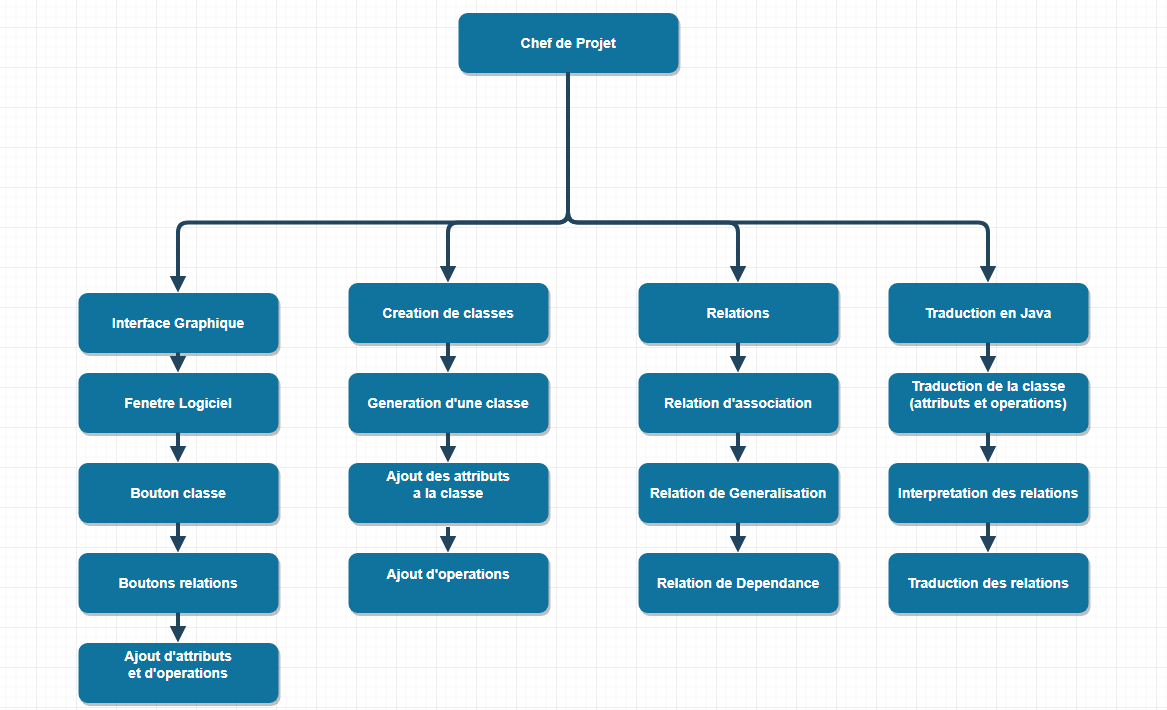 Chef de Projet
Interface Graphique
Fenetre Logiciel
Bouton classe
Boutons relations
Ajout d'attributs
et d'operations
Creation de classes
Generation d'une classe
Ajout des attributs
a la classe
Ajout d'operations
Relations
Relation d'association
Relation de Generalisation
Relation de Dependance
Traduction en Java
Traduction de la classe
(attributs et operations)
Interpretation des relations
Traduction des relations